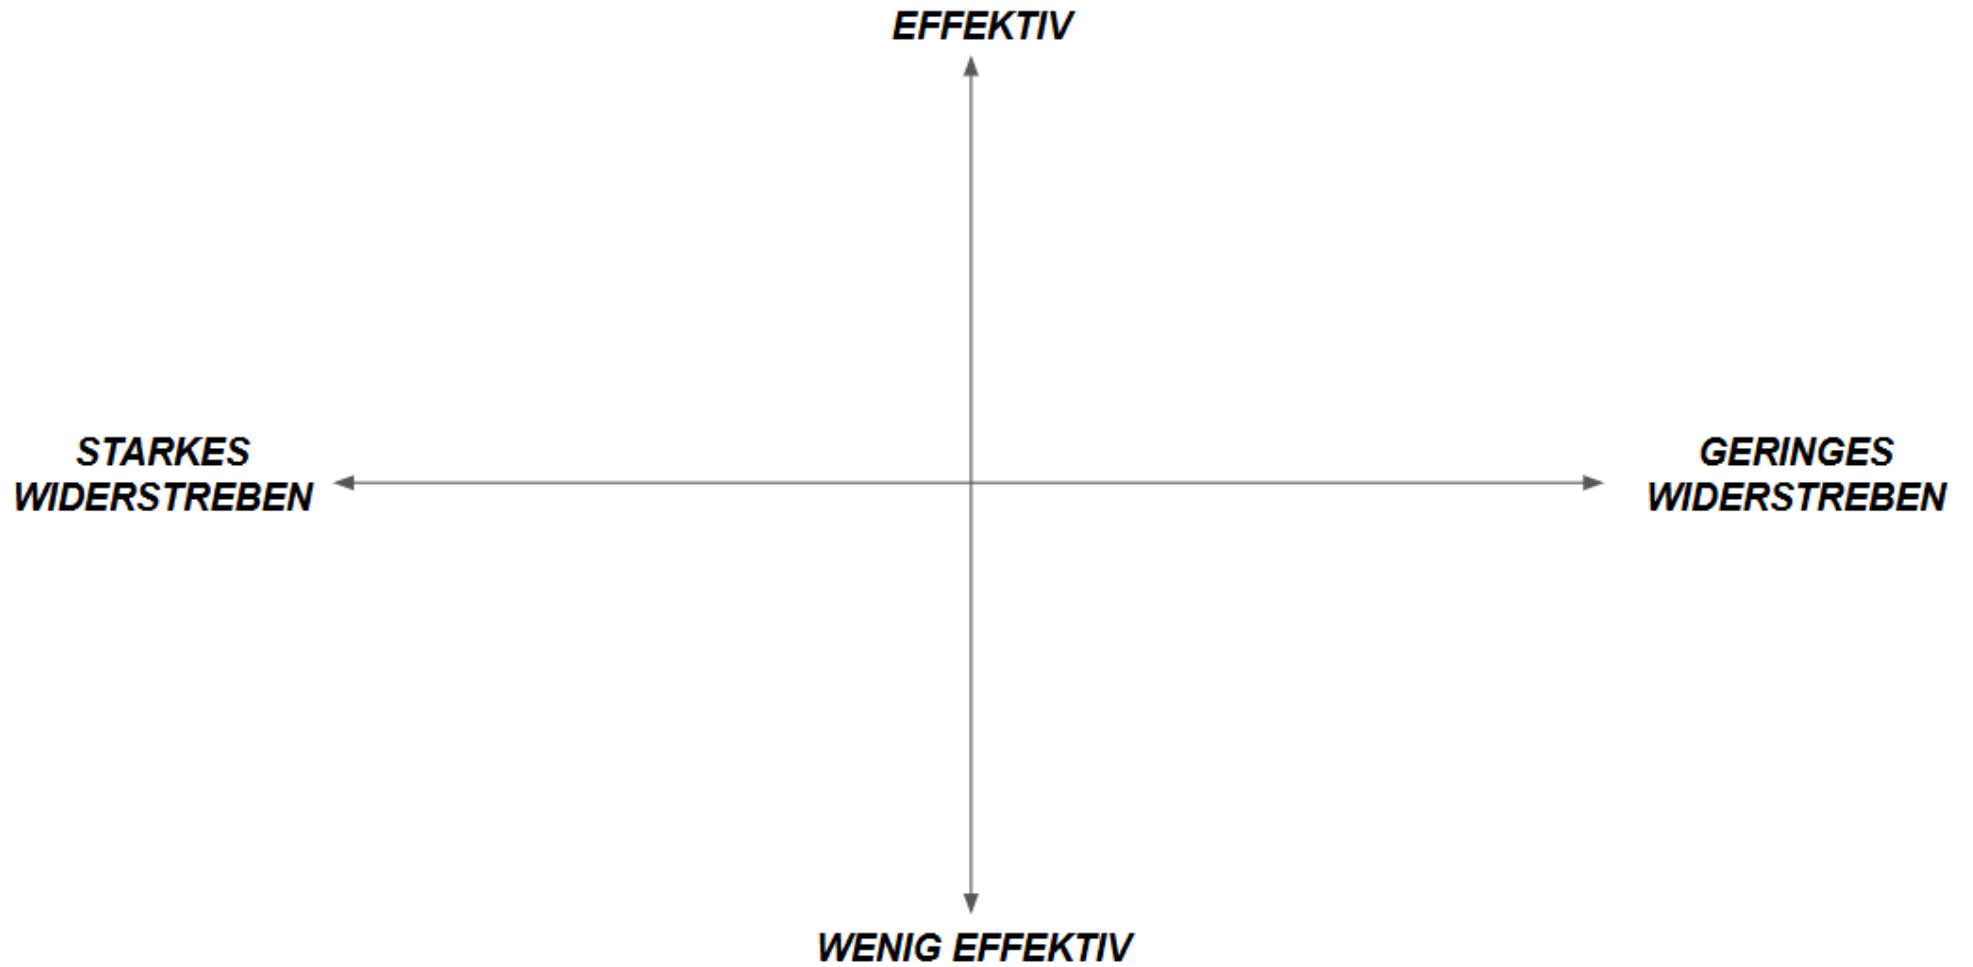 EFFEKTIV
STARKES
WIDERSTREBEN
GERINGES
WIDERSTREBEN
WENIG EFFEKTIV